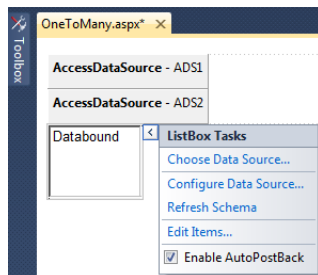 OneToMany.aspx*
Toolbox
AccessDataSource - ADS1
AccessDataSource - ADS2
Databound
ListBox Tasks
Choose Data Source...
Configure Data Source...
Refresh Schema
Edit Items...
Enable AutoPostBack